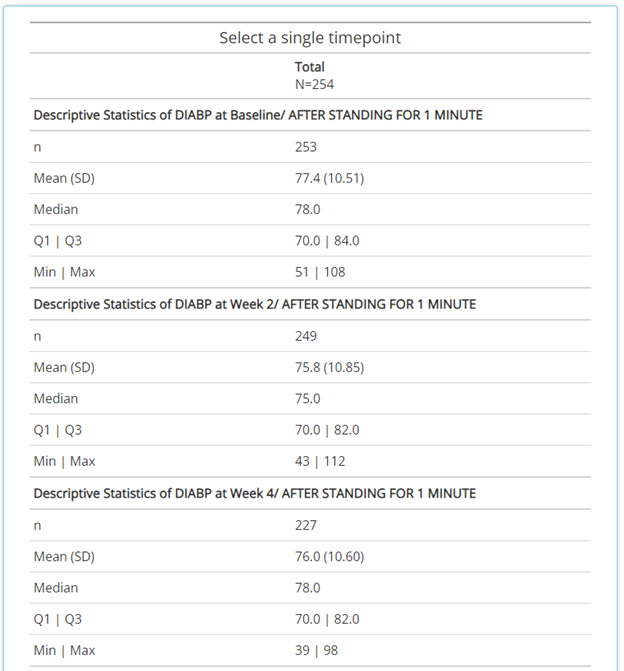 Select a single timepoint
Total
N=254
Descriptive Statistics of DIABP at Baseline/ AFTER STANDING FOR 1 MINUTE
n 253
Mean (SD) 77.4 (10.51)
Median 78.0
Q1 | Q3 70.0 | 84.0
Min | Max 51 | 108
Descriptive Statistics of DIABP at Week 2/ AFTER STANDING FOR 1 MINUTE
n 249
Mean (SD) 75.8 (10.85)
Median 75.0
Q1 | Q3 70.0 | 82.0
Min | Max 43 | 112
Descriptive Statistics of DIABP at Week 4/ AFTER STANDING FOR 1 MINUTE
n 227
Mean (SD) 76.0 (10.60)
Median 78.0
Q1 | Q3 70.0 | 82.0
Min | Max 39 | 98